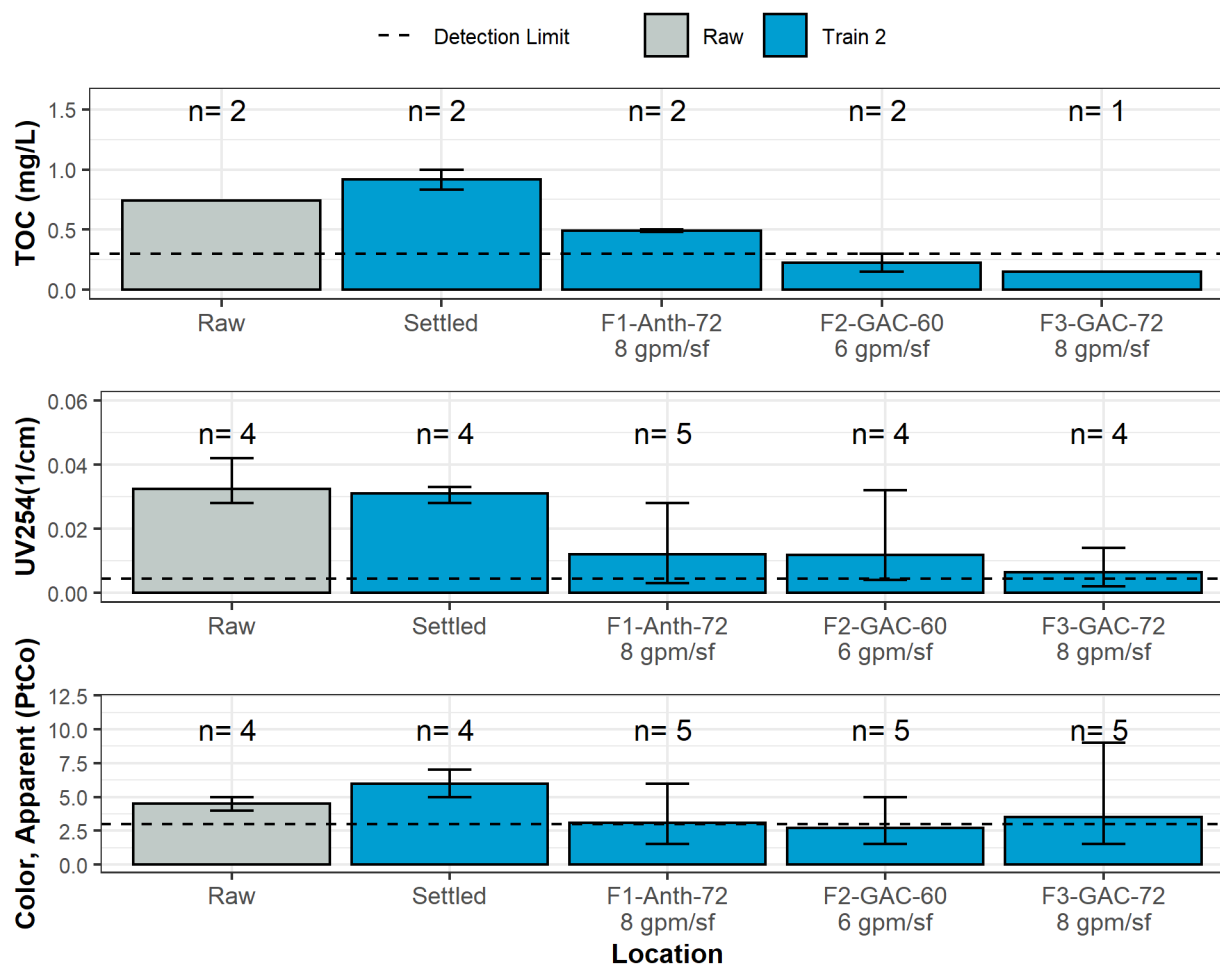 Detection Limit Raw Train 2
TOC (mg/L)
1.5
1.0
0.5
0.0
n= 2 n= 2 n= 2 n= 2 n= 1
Raw Settled F1-Anth-72 F2-GAC-60 F3-GAC-72
8 gpm/sf 6 gpm/sf 8 gpm/sf
UV254(1/cm)
0.06
0.04
0.02
0.00
n= 4 n= 4 n= 5 n= 4 n= 4
Raw Settled F1-Anth-72 F2-GAC-60 F3-GAC-72
8 gpm/sf 6 gpm/sf 8 gpm/sf
Color, Apparent (PtCo)
12.5
10.0
7.5
5.0
2.5
0.0
n= 4 n= 4 n= 5 n= 5 n= 5
Raw Settled F1-Anth-72 F2-GAC-60 F3-GAC-72
8 gpm/sf 6 gpm/sf 8 gpm/sf
Location